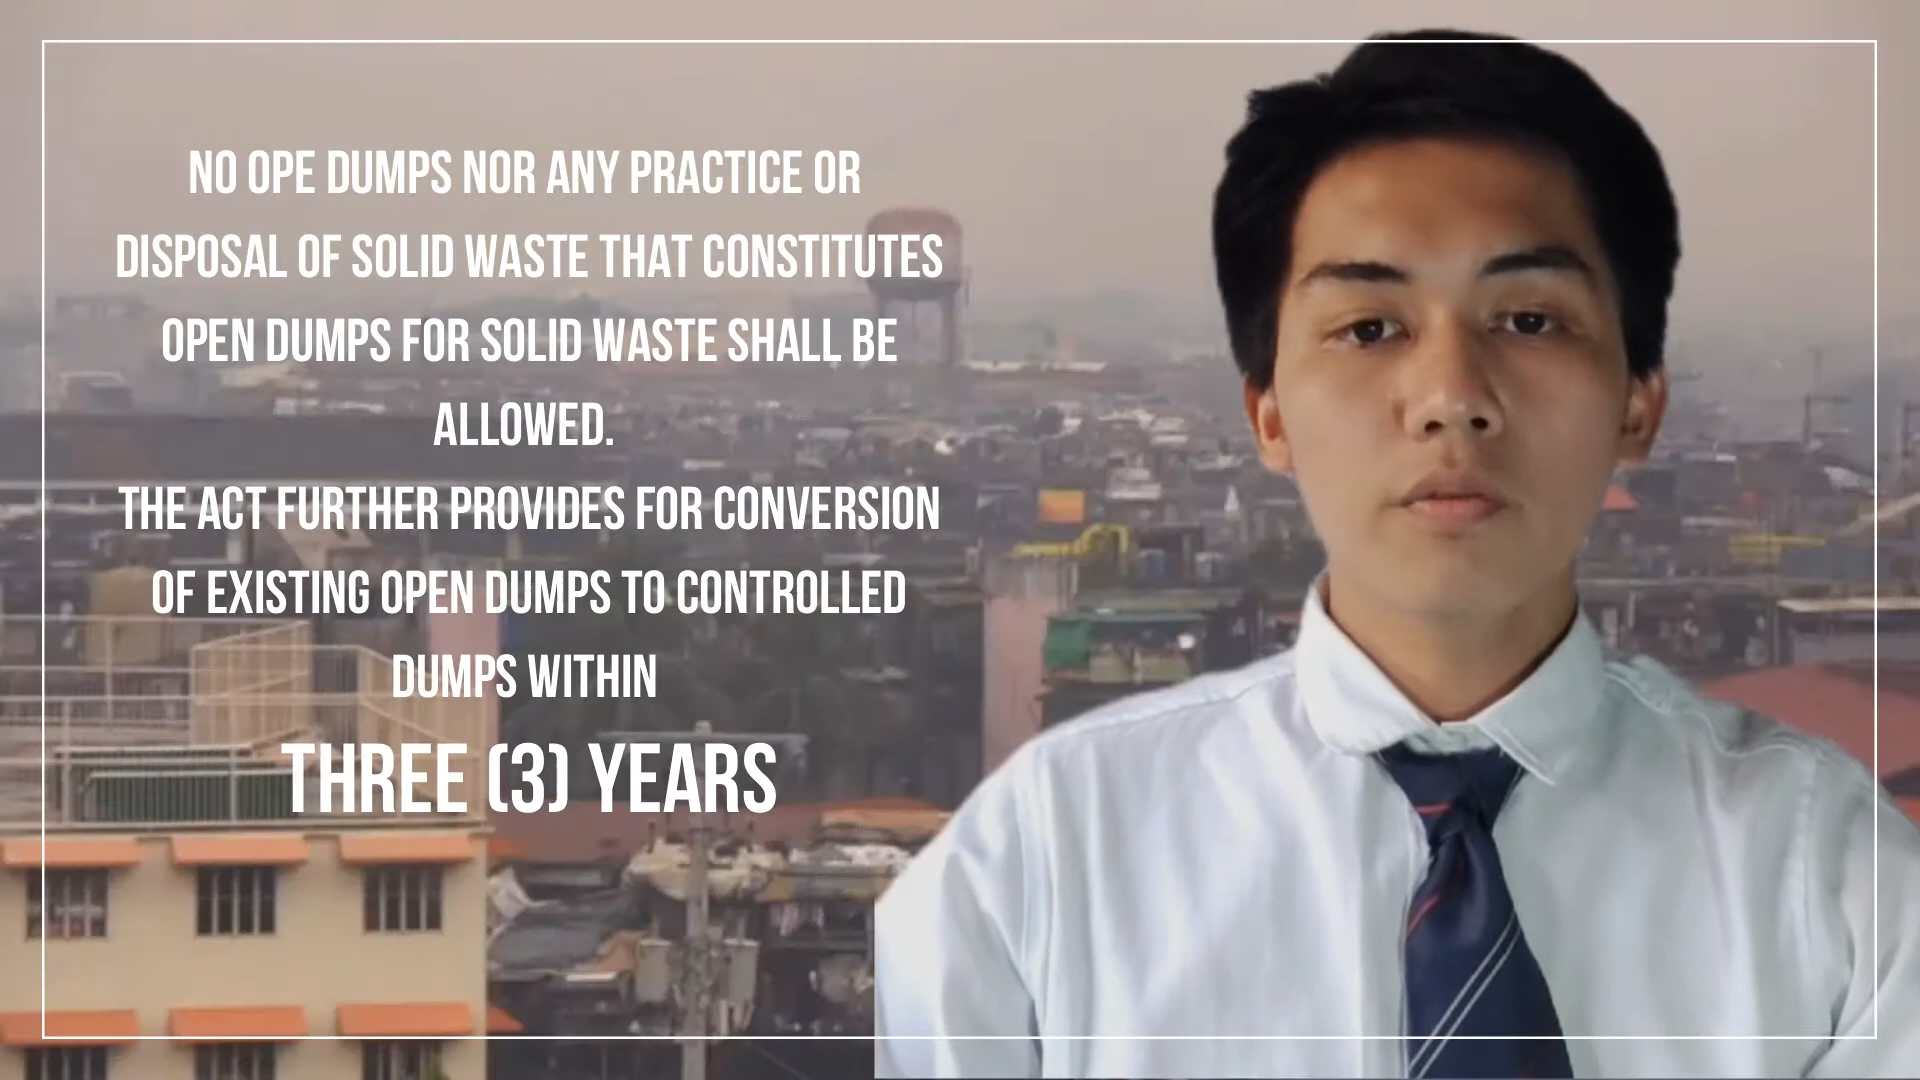 NO OPE DUMPS NOR ANY PRACTICE OR
DISPOSAL OF SOLID WASTE THAT CONSTITUTES
OPEN DUMPS FOR SOLID WASTE SHALL BE
ALLOWED.
THE ACT FURTHER PROVIDES FOR CONVERSION
OF EXISTING OPEN DUMPS TO CONTROLLED
DUMPS WITHIN
THREE (3) YEARS